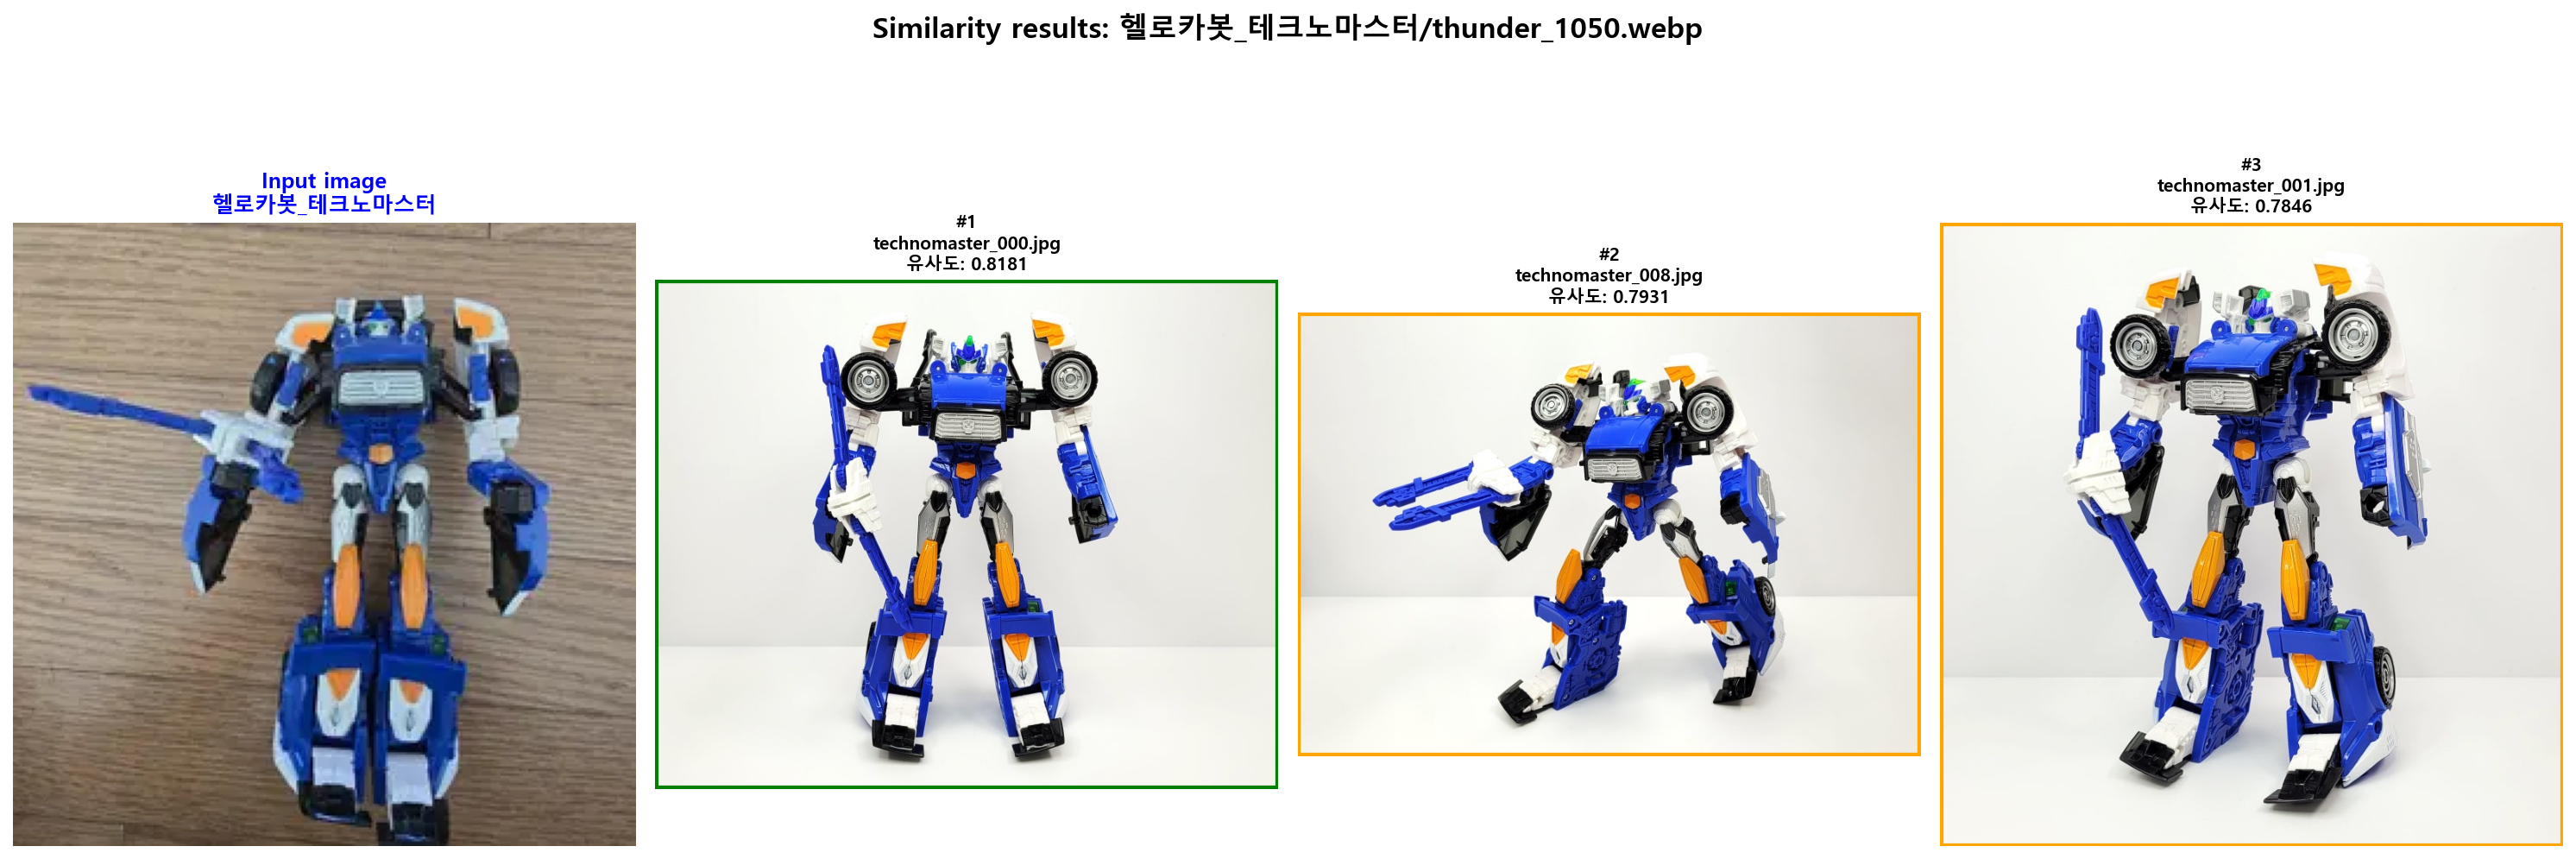 Similarity results: 헬로카봇_테크노마스터/thunder_1050.webp
Input image
헬로카봇_테크노마스터
#1
technomaster_000.jpg
유사도: 0.8181
#2
technomaster_008.jpg
유사도: 0.7931
#3
technomaster_001.jpg
유사도: 0.7846